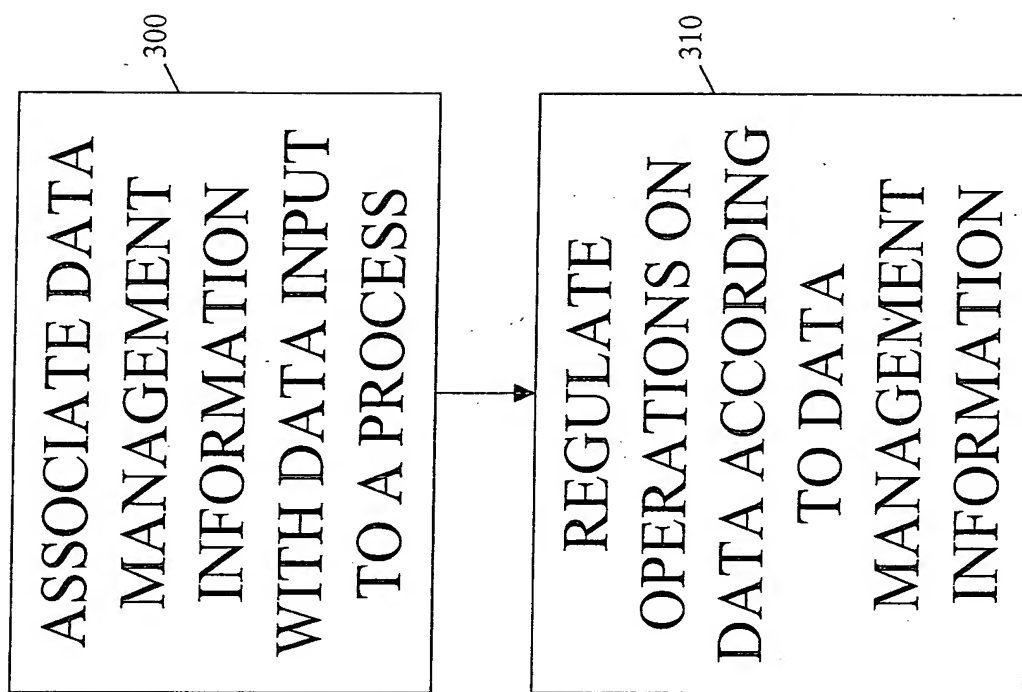 300
ASSOCIATE DATA
MANAGEMENT
INFORMATION
WITH DATA INPUT
TO A PROCESS
310
REGULATE
OPERATIONS ON
DATA ACCORDING
TO DATA
MANAGEMENT
INFORMATION